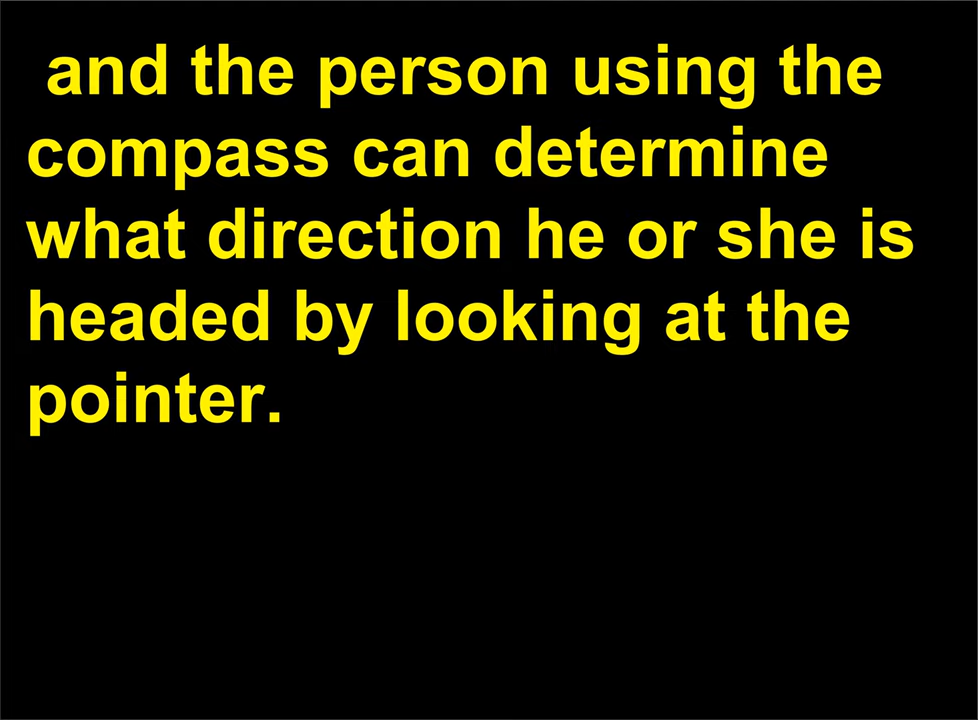 and the person using the
compass can determine
what direction he or she is
headed by looking at the
pointer.